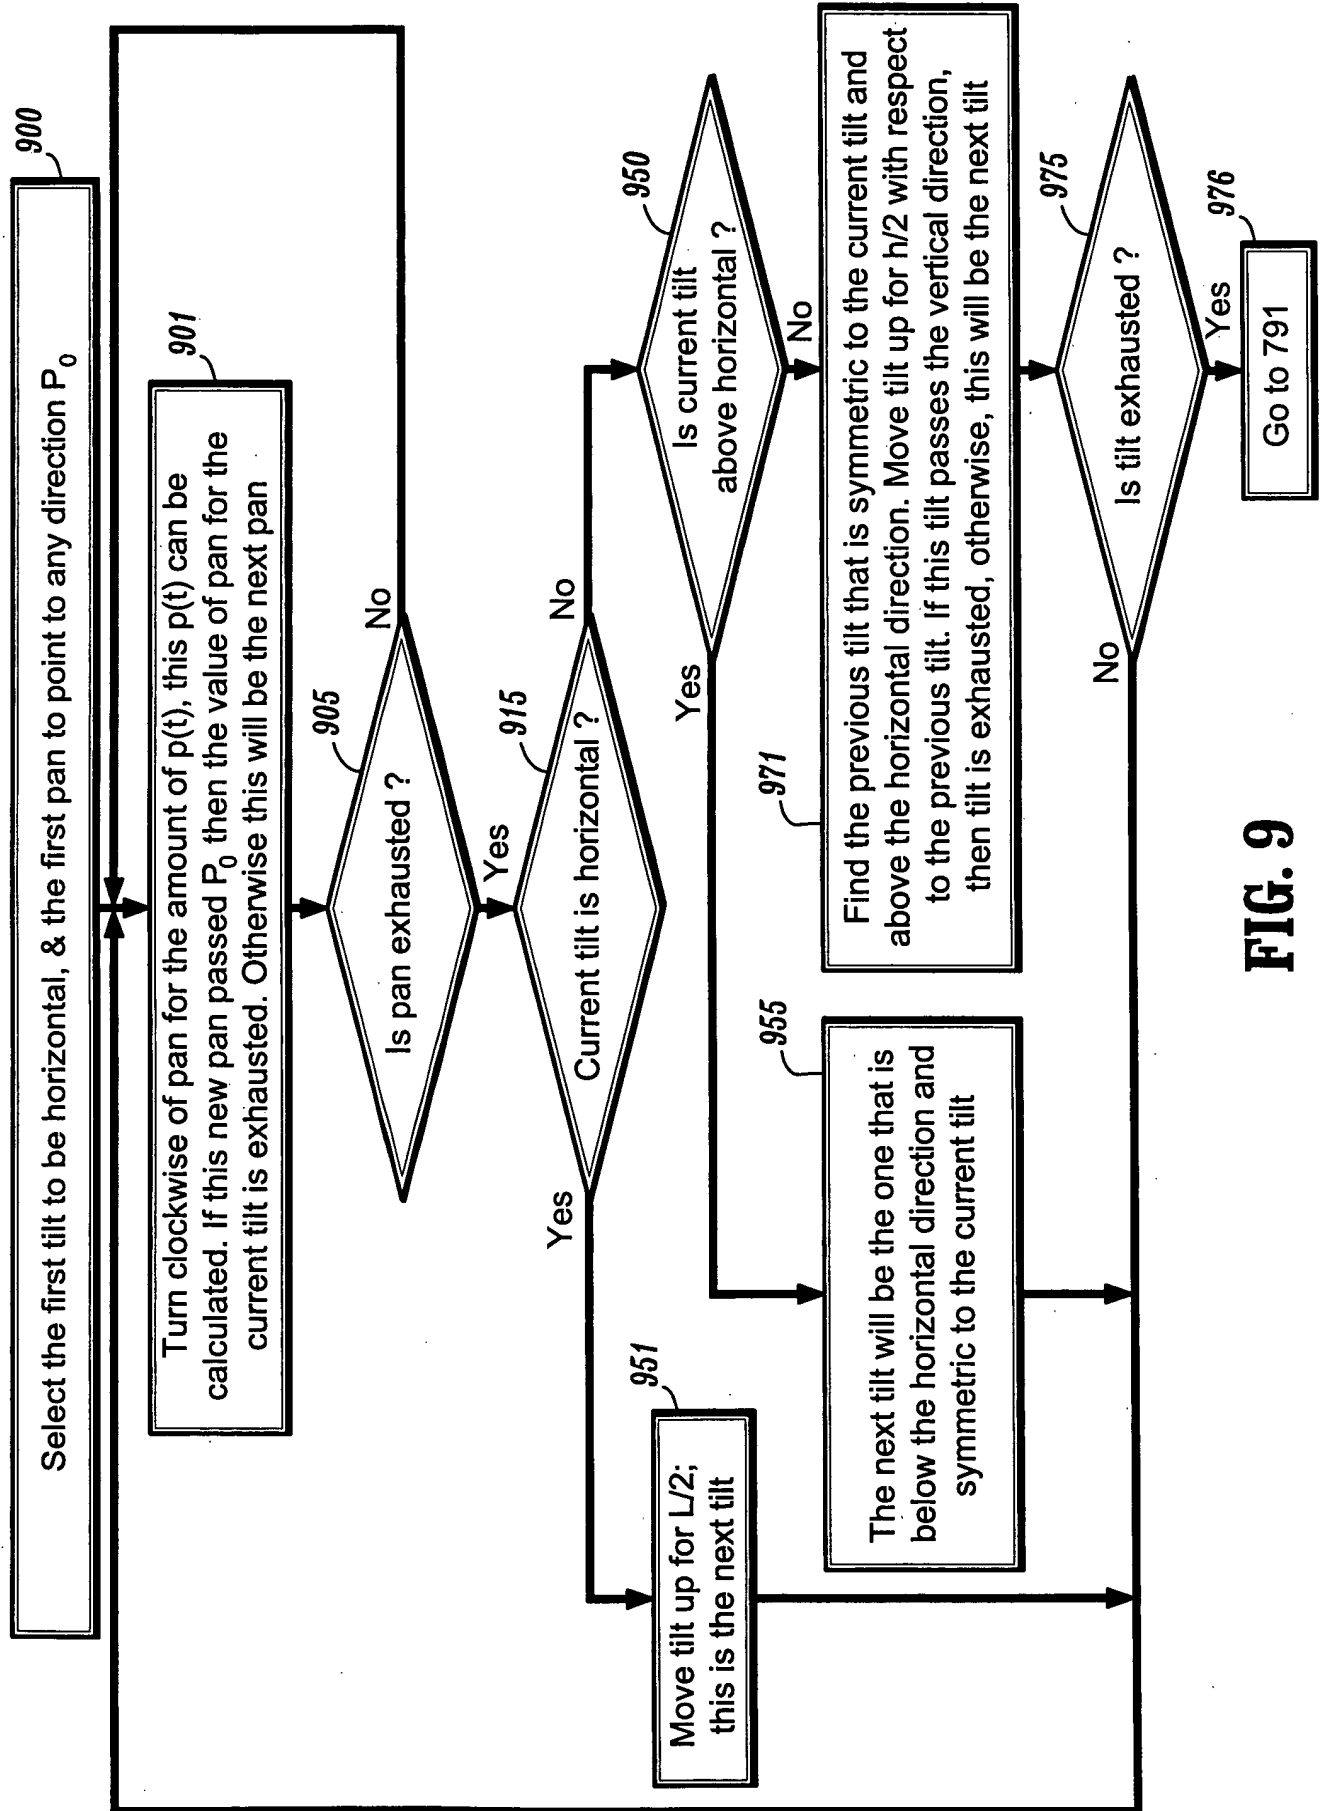 900
Select the first tilt to be horizontal, & the first pan to point to any direction P0
901
Turn clockwise of pan for the amount of p(t), this p(t) can be
calculated. If this new pan passed P0 then the value of pan for the
current tilt is exhausted. Otherwise this will be the next pan
905
Is pan exhausted ?
No
Yes
915
Current tilt is horizontal ?
Yes
No
950
Is current tilt
above horizontal ?
Yes
No
951
Move tilt up for L/2;
this is the next tilt
955
The next tilt will be the one that is
below the horizontal direction and
symmetric to the current tilt
971
Find the previous tilt that is symmetric to the current tilt and
above the horizontal direction. Move tilt up for h/2 with respect
to the previous tilt. If this tilt passes the vertical direction,
then tilt is exhausted, otherwise, this will be the next tilt
975
Is tilt exhausted ?
No
Yes
976
Go to 791
FIG. 9